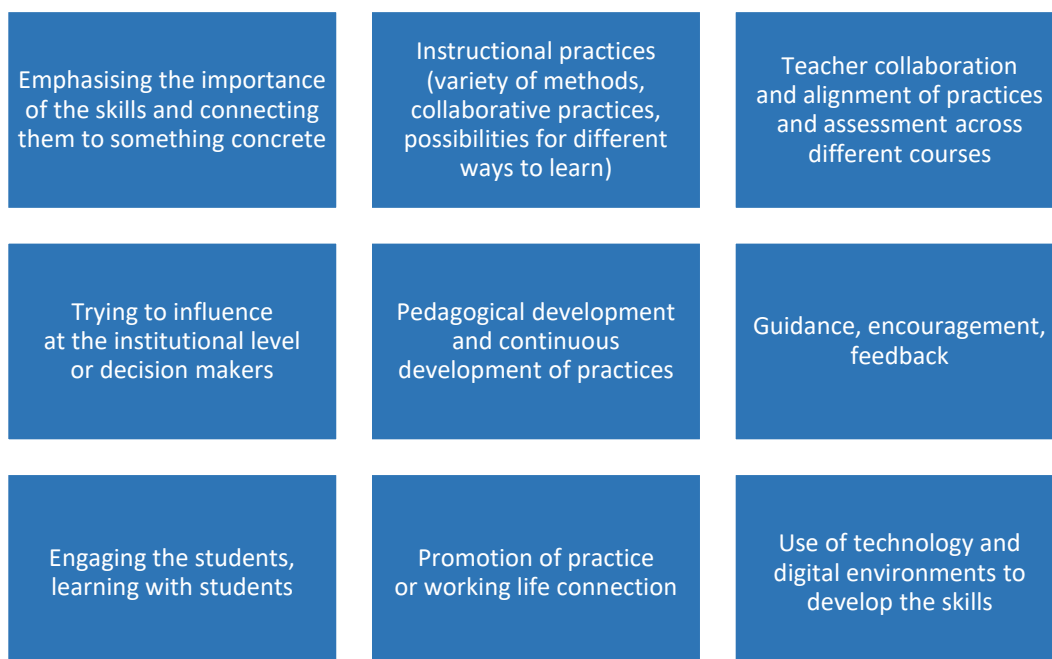 Emphasising the importance
of the skills and connecting
them to something concrete
Instructional practices
(variety of methods,
collaborative practices,
possibilities for different
ways to learn)
Teacher collaboration
and alignment of practices
and assessment across
different courses
Trying to influence
at the institutional level
or decision makers
Pedagogical development
and continuous
development of practices
Guidance, encouragement,
feedback
Engaging the students,
learning with students
Promotion of practice
or working life connection
Use of technology and
digital environments to
develop the skills